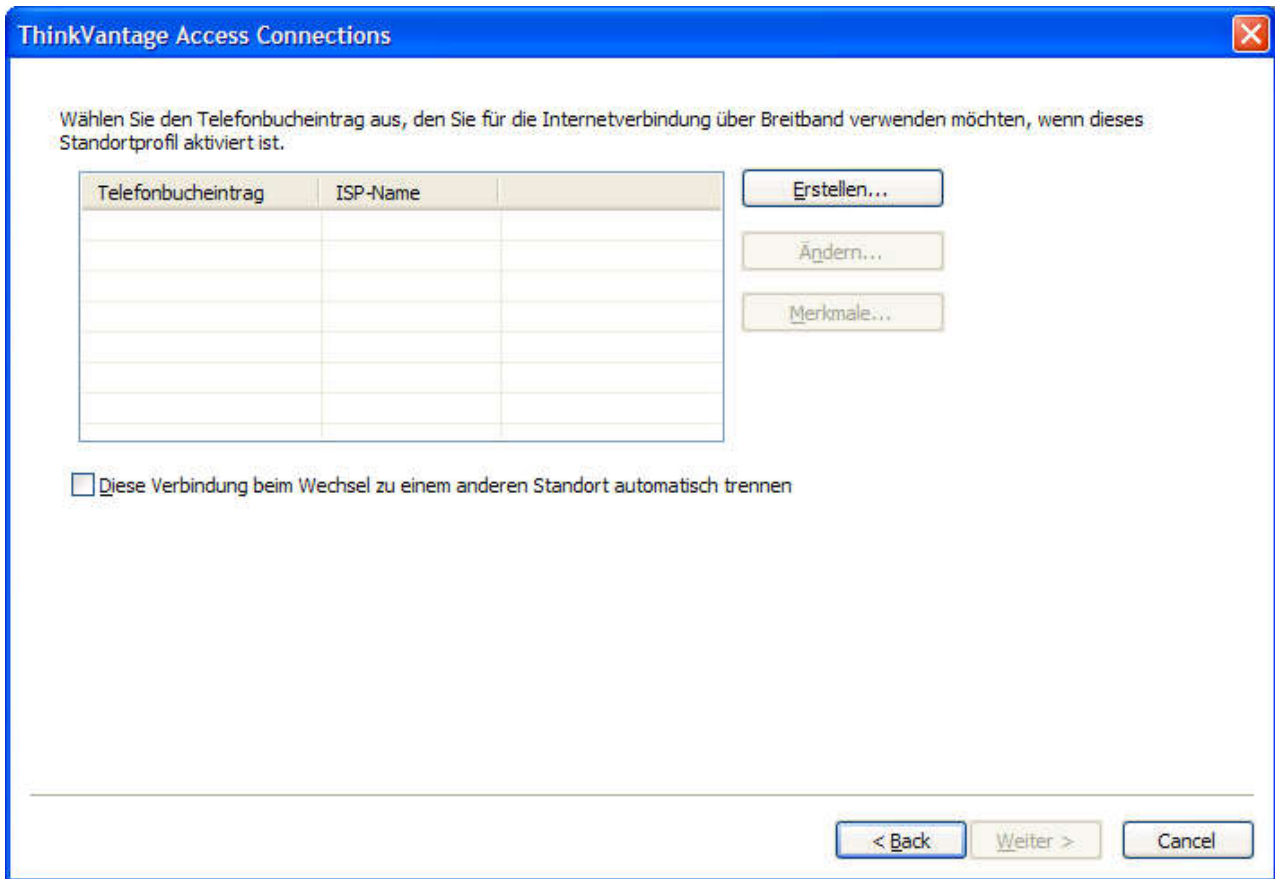 ThinkVantage Access Connections
Wählen Sie den Telefonbucheintrag aus, den Sie für die Internetverbindung über Breitband verwenden möchten, wenn dieses
Standortprofil aktiviert ist.
Telefonbucheintrag ISP-Name
Erstellen...
Ändern...
Merkmale...
Diese Verbindung beim Wechsel zu einem anderen Standort automatisch trennen
< Back Weiter > Cancel